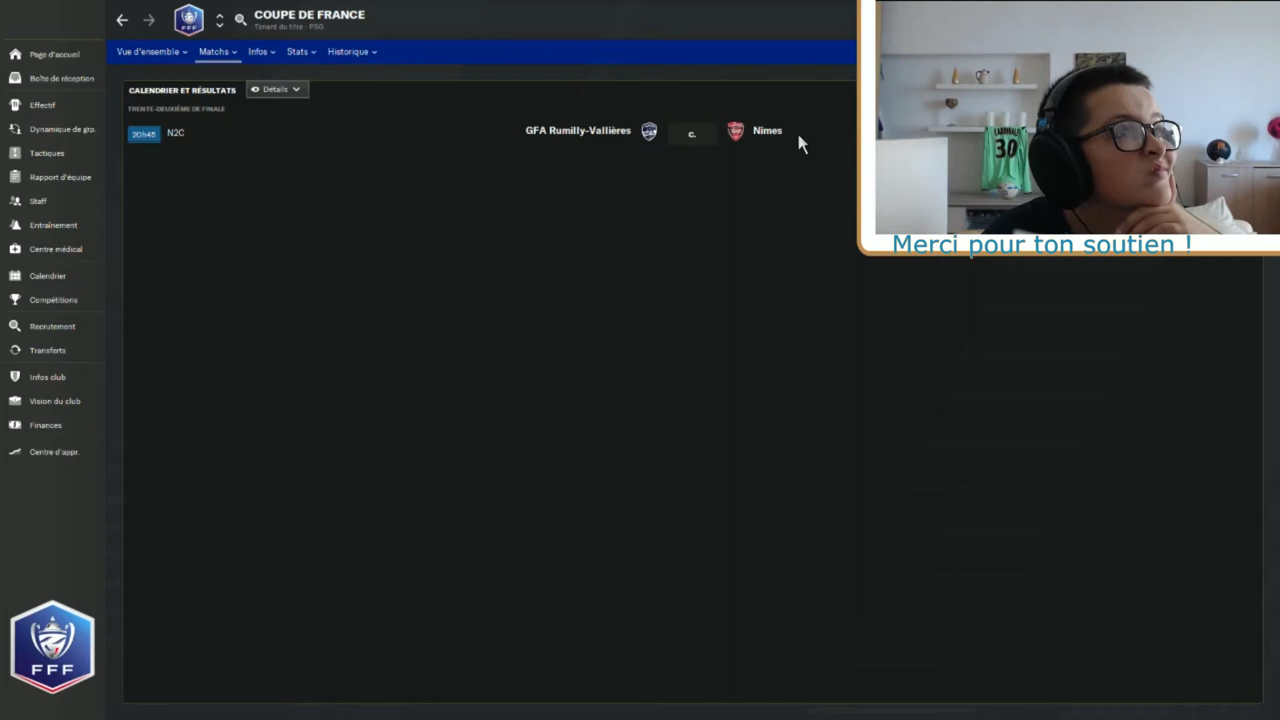 COUPE DE FRANCE
Tenant du titre - PSG
Vue d'ensemble Matchs Infos Stats Historique
Page d'accueil
Boîte de réception
Effectif
Dynamique de grp.
Tactiques
Rapport d'équipe
Staff
Entraînement
Centre médical
Calendrier
Compétitions
Recrutement
Transferts
Infos club
Vision du club
Finances
Centre d'appr.
FFF
CALENDRIER ET RÉSULTATS Détails
TRENTE-DEUXIÈME DE FINALE
20h45 N2C GFA Rumilly-Vallières c. Nîmes
30
Merci pour ton soutien !